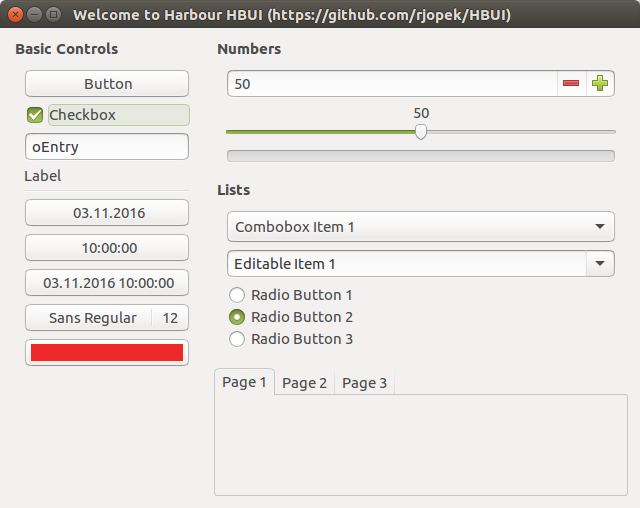 Welcome to Harbour HBUI (https://github.com/rjopek/HBUI)
Basic Controls
Button
Checkbox
oEntry
Label
03.11.2016
10:00:00
03.11.2016 10:00:00
Sans Regular 12
Numbers
50
50
Lists
Combobox Item 1
Editable Item 1
Radio Button 1
Radio Button 2
Radio Button 3
Page 1 Page 2 Page 3